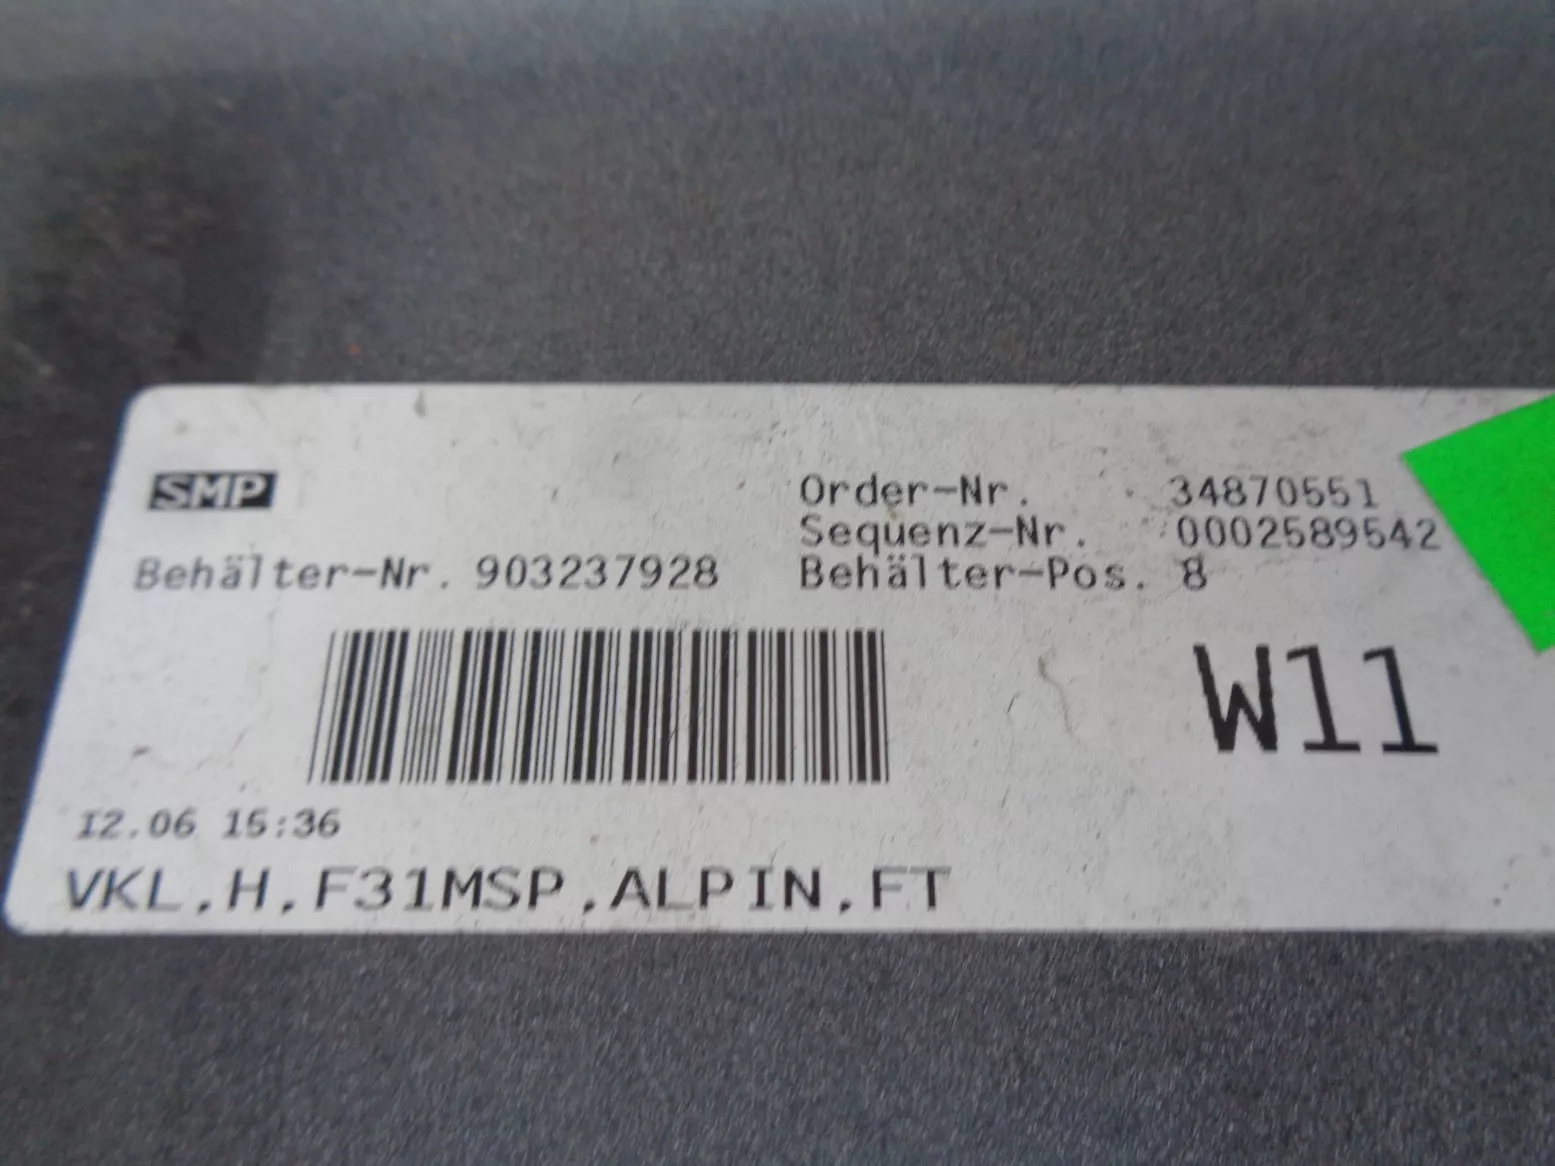 SMP
Order-Nr. 34870551
Sequenz-Nr. 0002589542
Behälter-Nr. 903237928 Behälter-Pos. 8
W11
12.06 15:36
VKL.H.F31MSP.ALPIN.FT